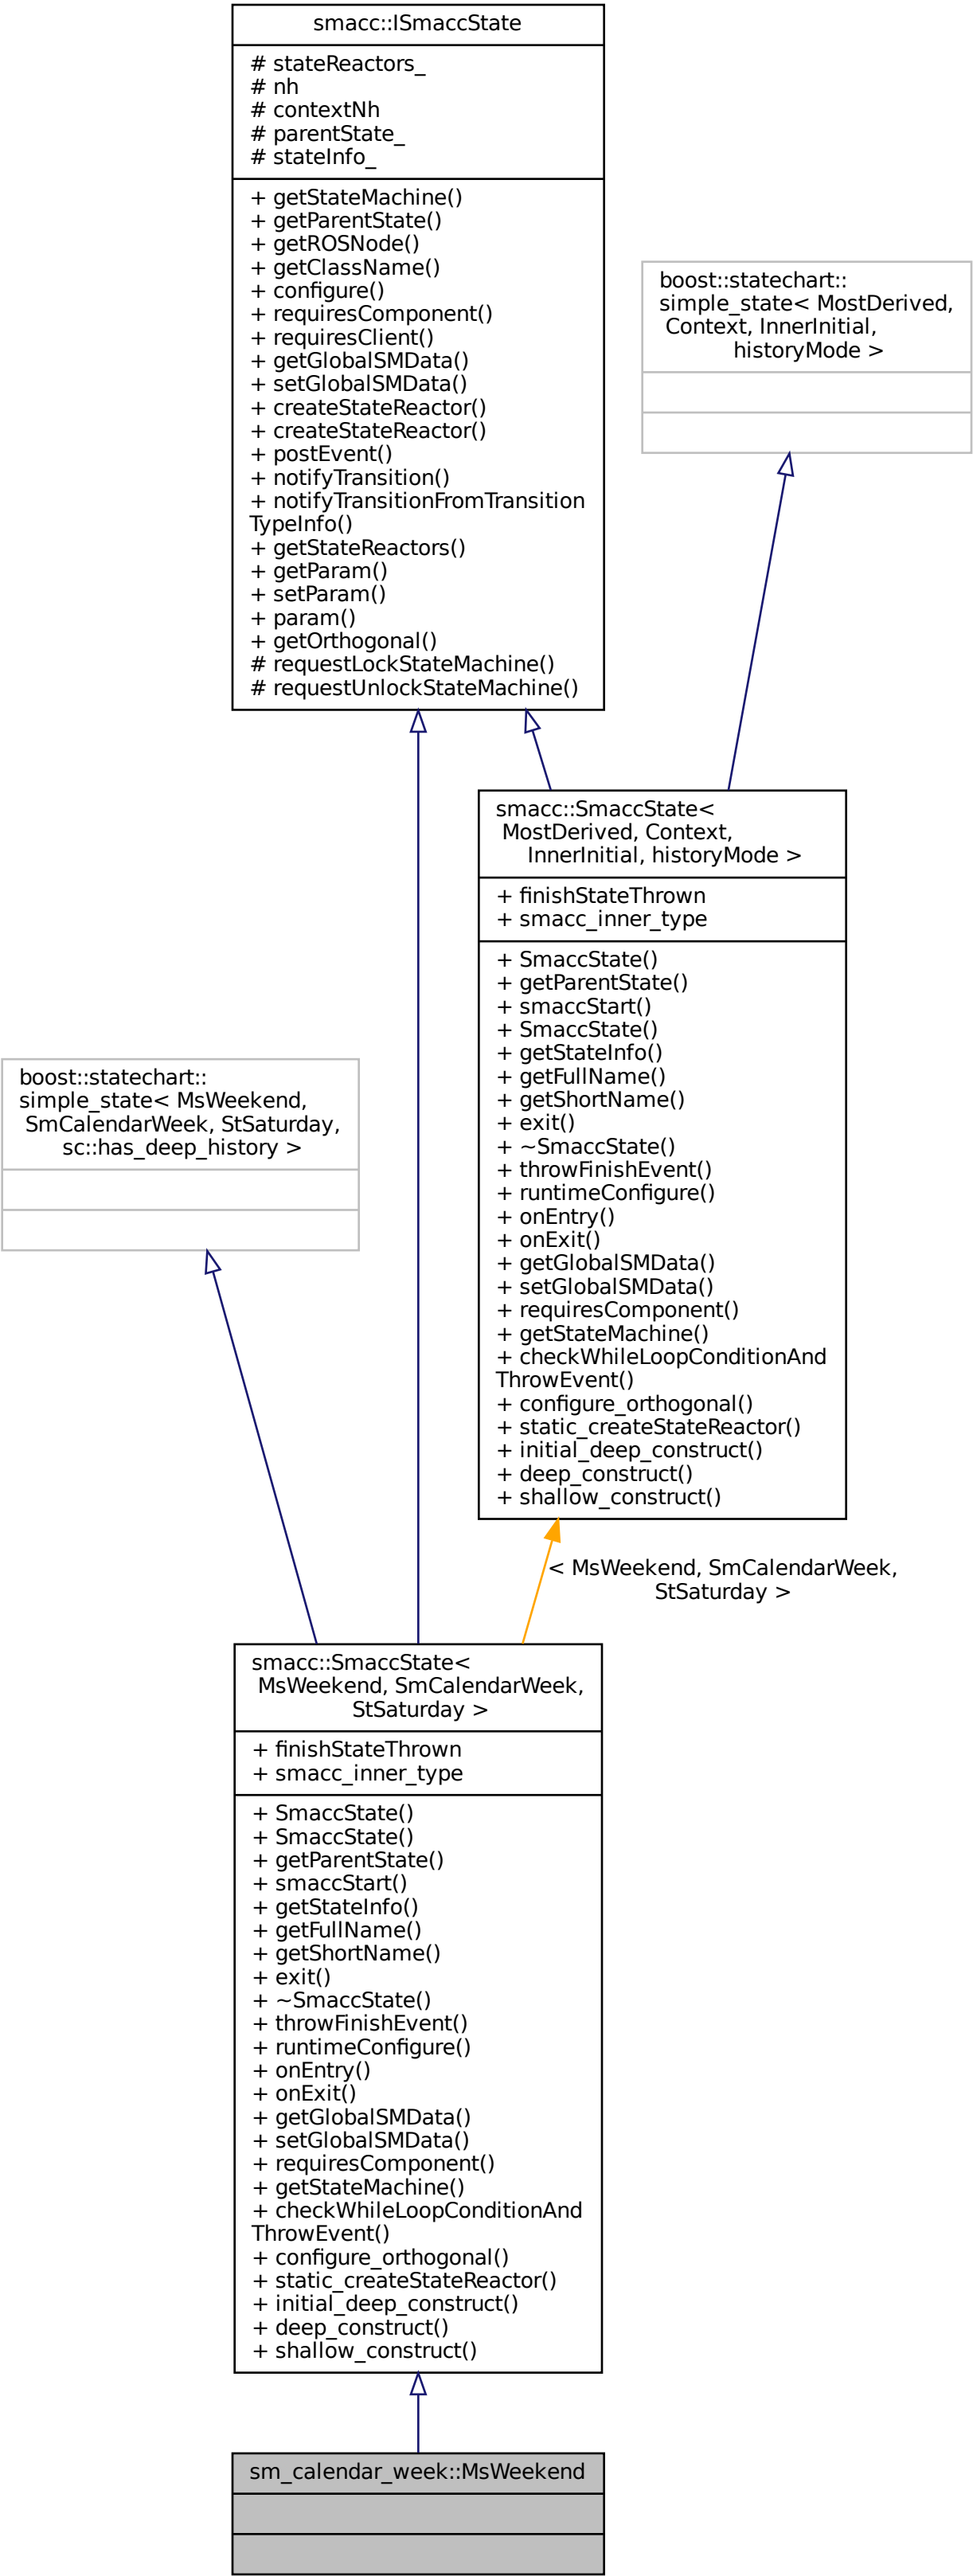 smacc::ISmaccState
# stateReactors_
# nh
# contextNh
# parentState_
# stateInfo_
+ getStateMachine()
+ getParentState()
+ getROSNode()
+ getClassName()
+ configure()
+ requiresComponent()
+ requiresClient()
+ getGlobalSMData()
+ setGlobalSMData()
+ createStateReactor()
+ createStateReactor()
+ postEvent()
+ notifyTransition()
+ notifyTransitionFromTransition
TypeInfo()
+ getStateReactors()
+ getParam()
+ setParam()
+ param()
+ getOrthogonal()
# requestLockStateMachine()
# requestUnlockStateMachine()
boost::statechart::
simple_state< MostDerived,
Context, InnerInitial,
historyMode >
smacc::SmaccState<
MostDerived, Context,
InnerInitial, historyMode >
+ finishStateThrown
+ smacc_inner_type
+ SmaccState()
+ getParentState()
+ smaccStart()
+ SmaccState()
+ getStateInfo()
+ getFullName()
+ getShortName()
+ exit()
+ ~SmaccState()
+ throwFinishEvent()
+ runtimeConfigure()
+ onEntry()
+ onExit()
+ getGlobalSMData()
+ setGlobalSMData()
+ requiresComponent()
+ getStateMachine()
+ checkWhileLoopConditionAnd
ThrowEvent()
+ configure_orthogonal()
+ static_createStateReactor()
+ initial_deep_construct()
+ deep_construct()
+ shallow_construct()
boost::statechart::
simple_state< MsWeekend,
SmCalendarWeek, StSaturday,
sc::has_deep_history >
< MsWeekend, SmCalendarWeek,
StSaturday >
smacc::SmaccState<
MsWeekend, SmCalendarWeek,
StSaturday >
+ finishStateThrown
+ smacc_inner_type
+ SmaccState()
+ SmaccState()
+ getParentState()
+ smaccStart()
+ getStateInfo()
+ getFullName()
+ getShortName()
+ exit()
+ ~SmaccState()
+ throwFinishEvent()
+ runtimeConfigure()
+ onEntry()
+ onExit()
+ getGlobalSMData()
+ setGlobalSMData()
+ requiresComponent()
+ getStateMachine()
+ checkWhileLoopConditionAnd
ThrowEvent()
+ configure_orthogonal()
+ static_createStateReactor()
+ initial_deep_construct()
+ deep_construct()
+ shallow_construct()
sm_calendar_week::MsWeekend